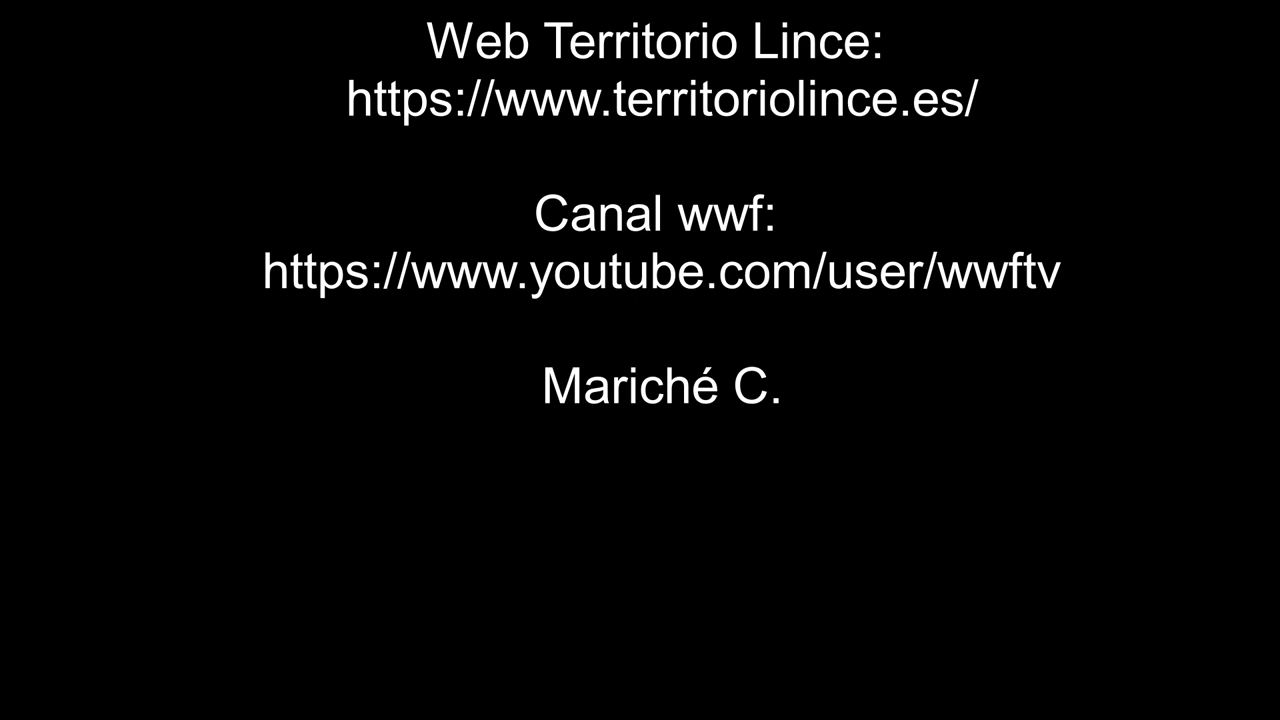 Web Territorio Lince:
https://www.territoriolince.es/
Canal wwf:
https://www.youtube.com/user/wwftv
Mariché C.